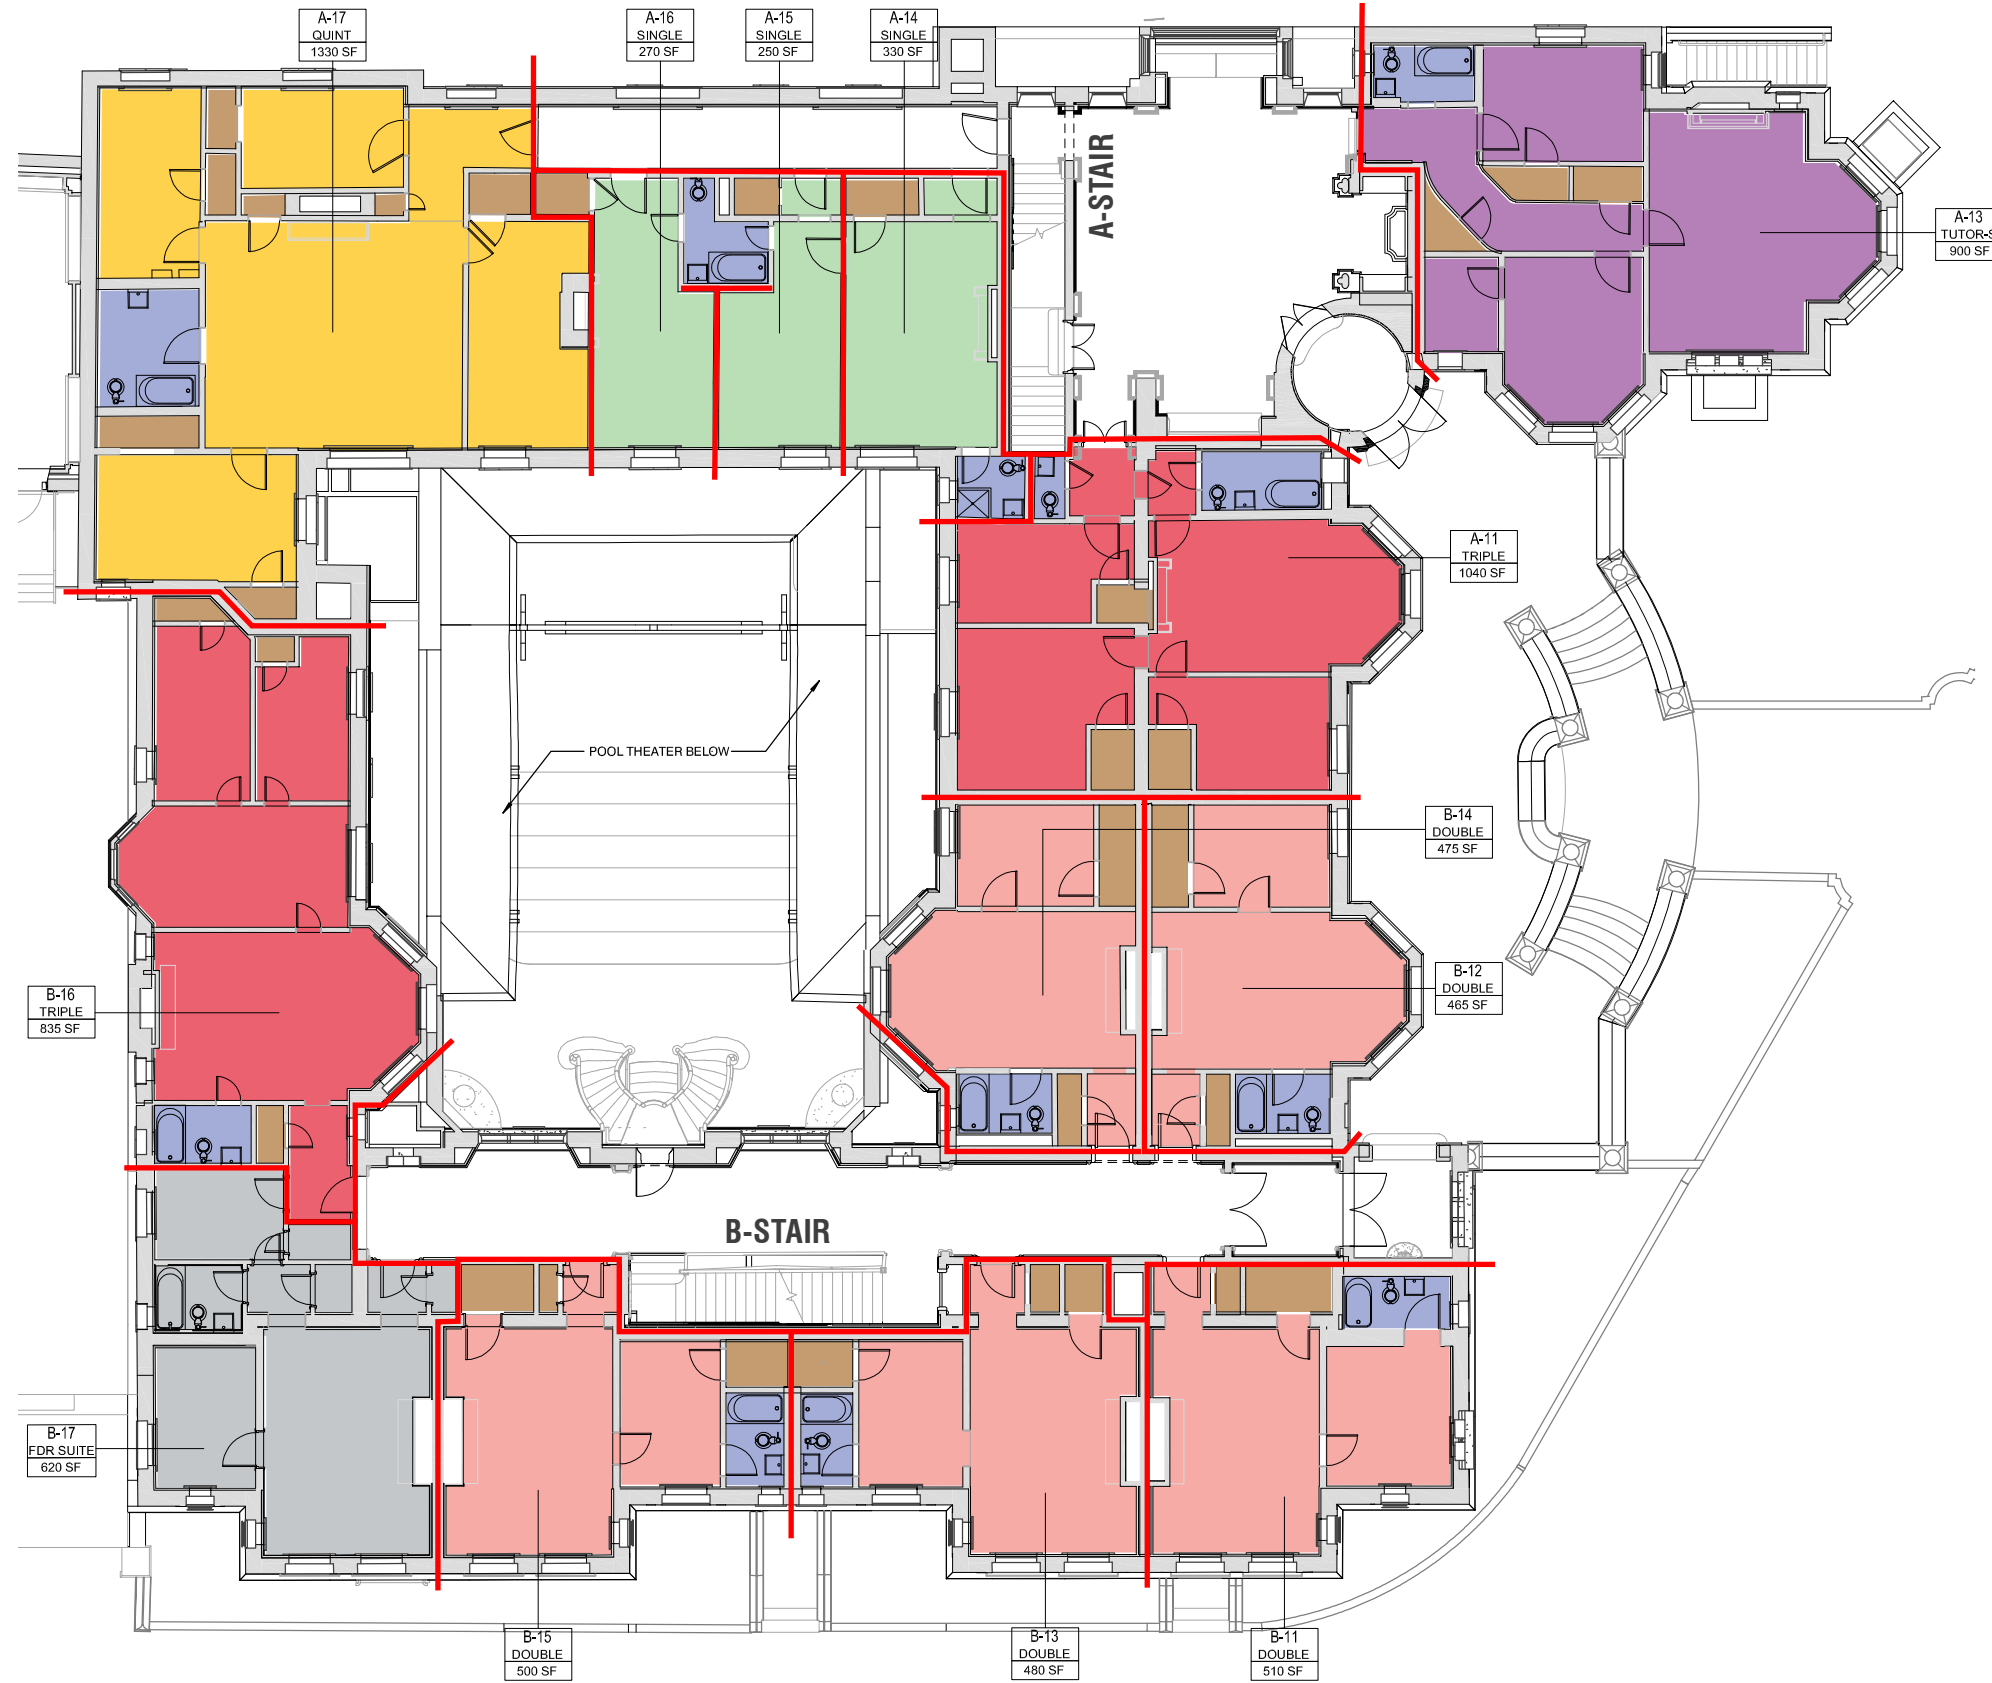 A-17
QUINT
1330 SF
A-16
SINGLE
270 SF
A-15
SINGLE
250 SF
A-14
SINGLE
330 SF
A-STAIR
A-13
TUTOR-S
900 SF
A-11
TRIPLE
1040 SF
POOL THEATER BELOW
B-14
DOUBLE
475 SF
B-12
DOUBLE
465 SF
B-16
TRIPLE
835 SF
B-STAIR
B-17
FDR SUITE
620 SF
B-15
DOUBLE
500 SF
B-13
DOUBLE
480 SF
B-11
DOUBLE
510 SF